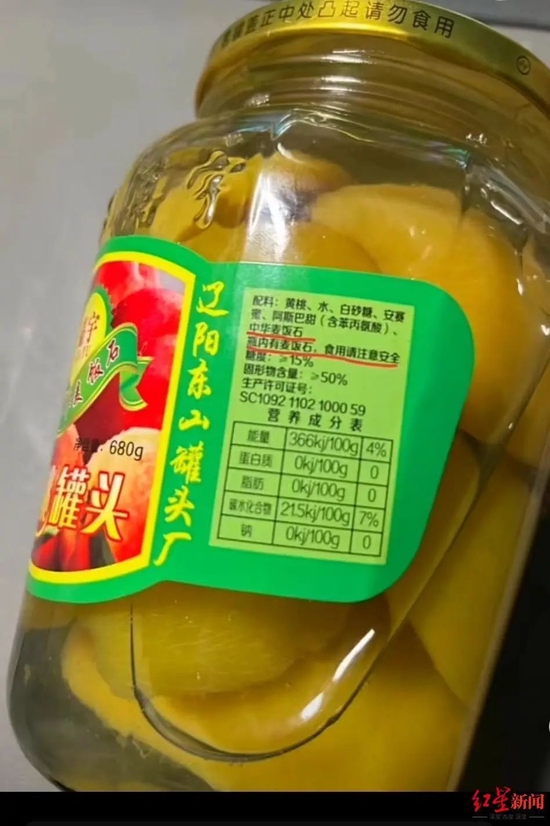 正中处凸起请勿食用
配料：黄桃、水、白砂糖、安赛
蜜、阿斯巴甜（含苯丙氨酸）、
中华麦饭石
瓶内有麦饭石，食用请注意安全
糖度：≥15%
固形物含量：≥50%
生产许可证号：
SC1092 1102 1000 59
营养成分表
能量 366kj/100g 4%
蛋白质 0kj/100g 0
脂肪 0kj/100g 0
碳水化合物 21.5kj/100g 7%
钠 0kj/100g 0
辽阳东山罐头厂
宇
饭石
净含量：680g
罐头
红星新闻